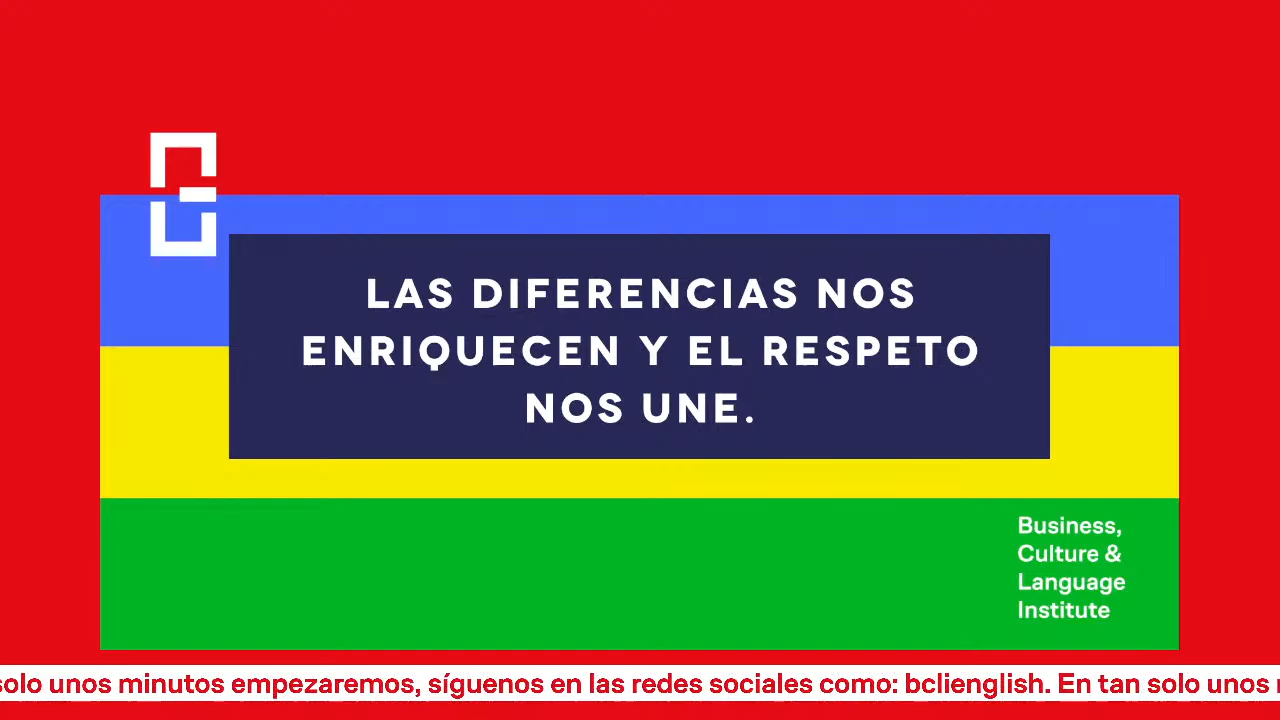 LAS DIFERENCIAS NOS
ENRIQUECEN Y EL RESPETO
NOS UNE.
Business,
Culture &
Language
Institute
solo unos minutos empezaremos, síguenos en las redes sociales como: bclienglish. En tan solo unos